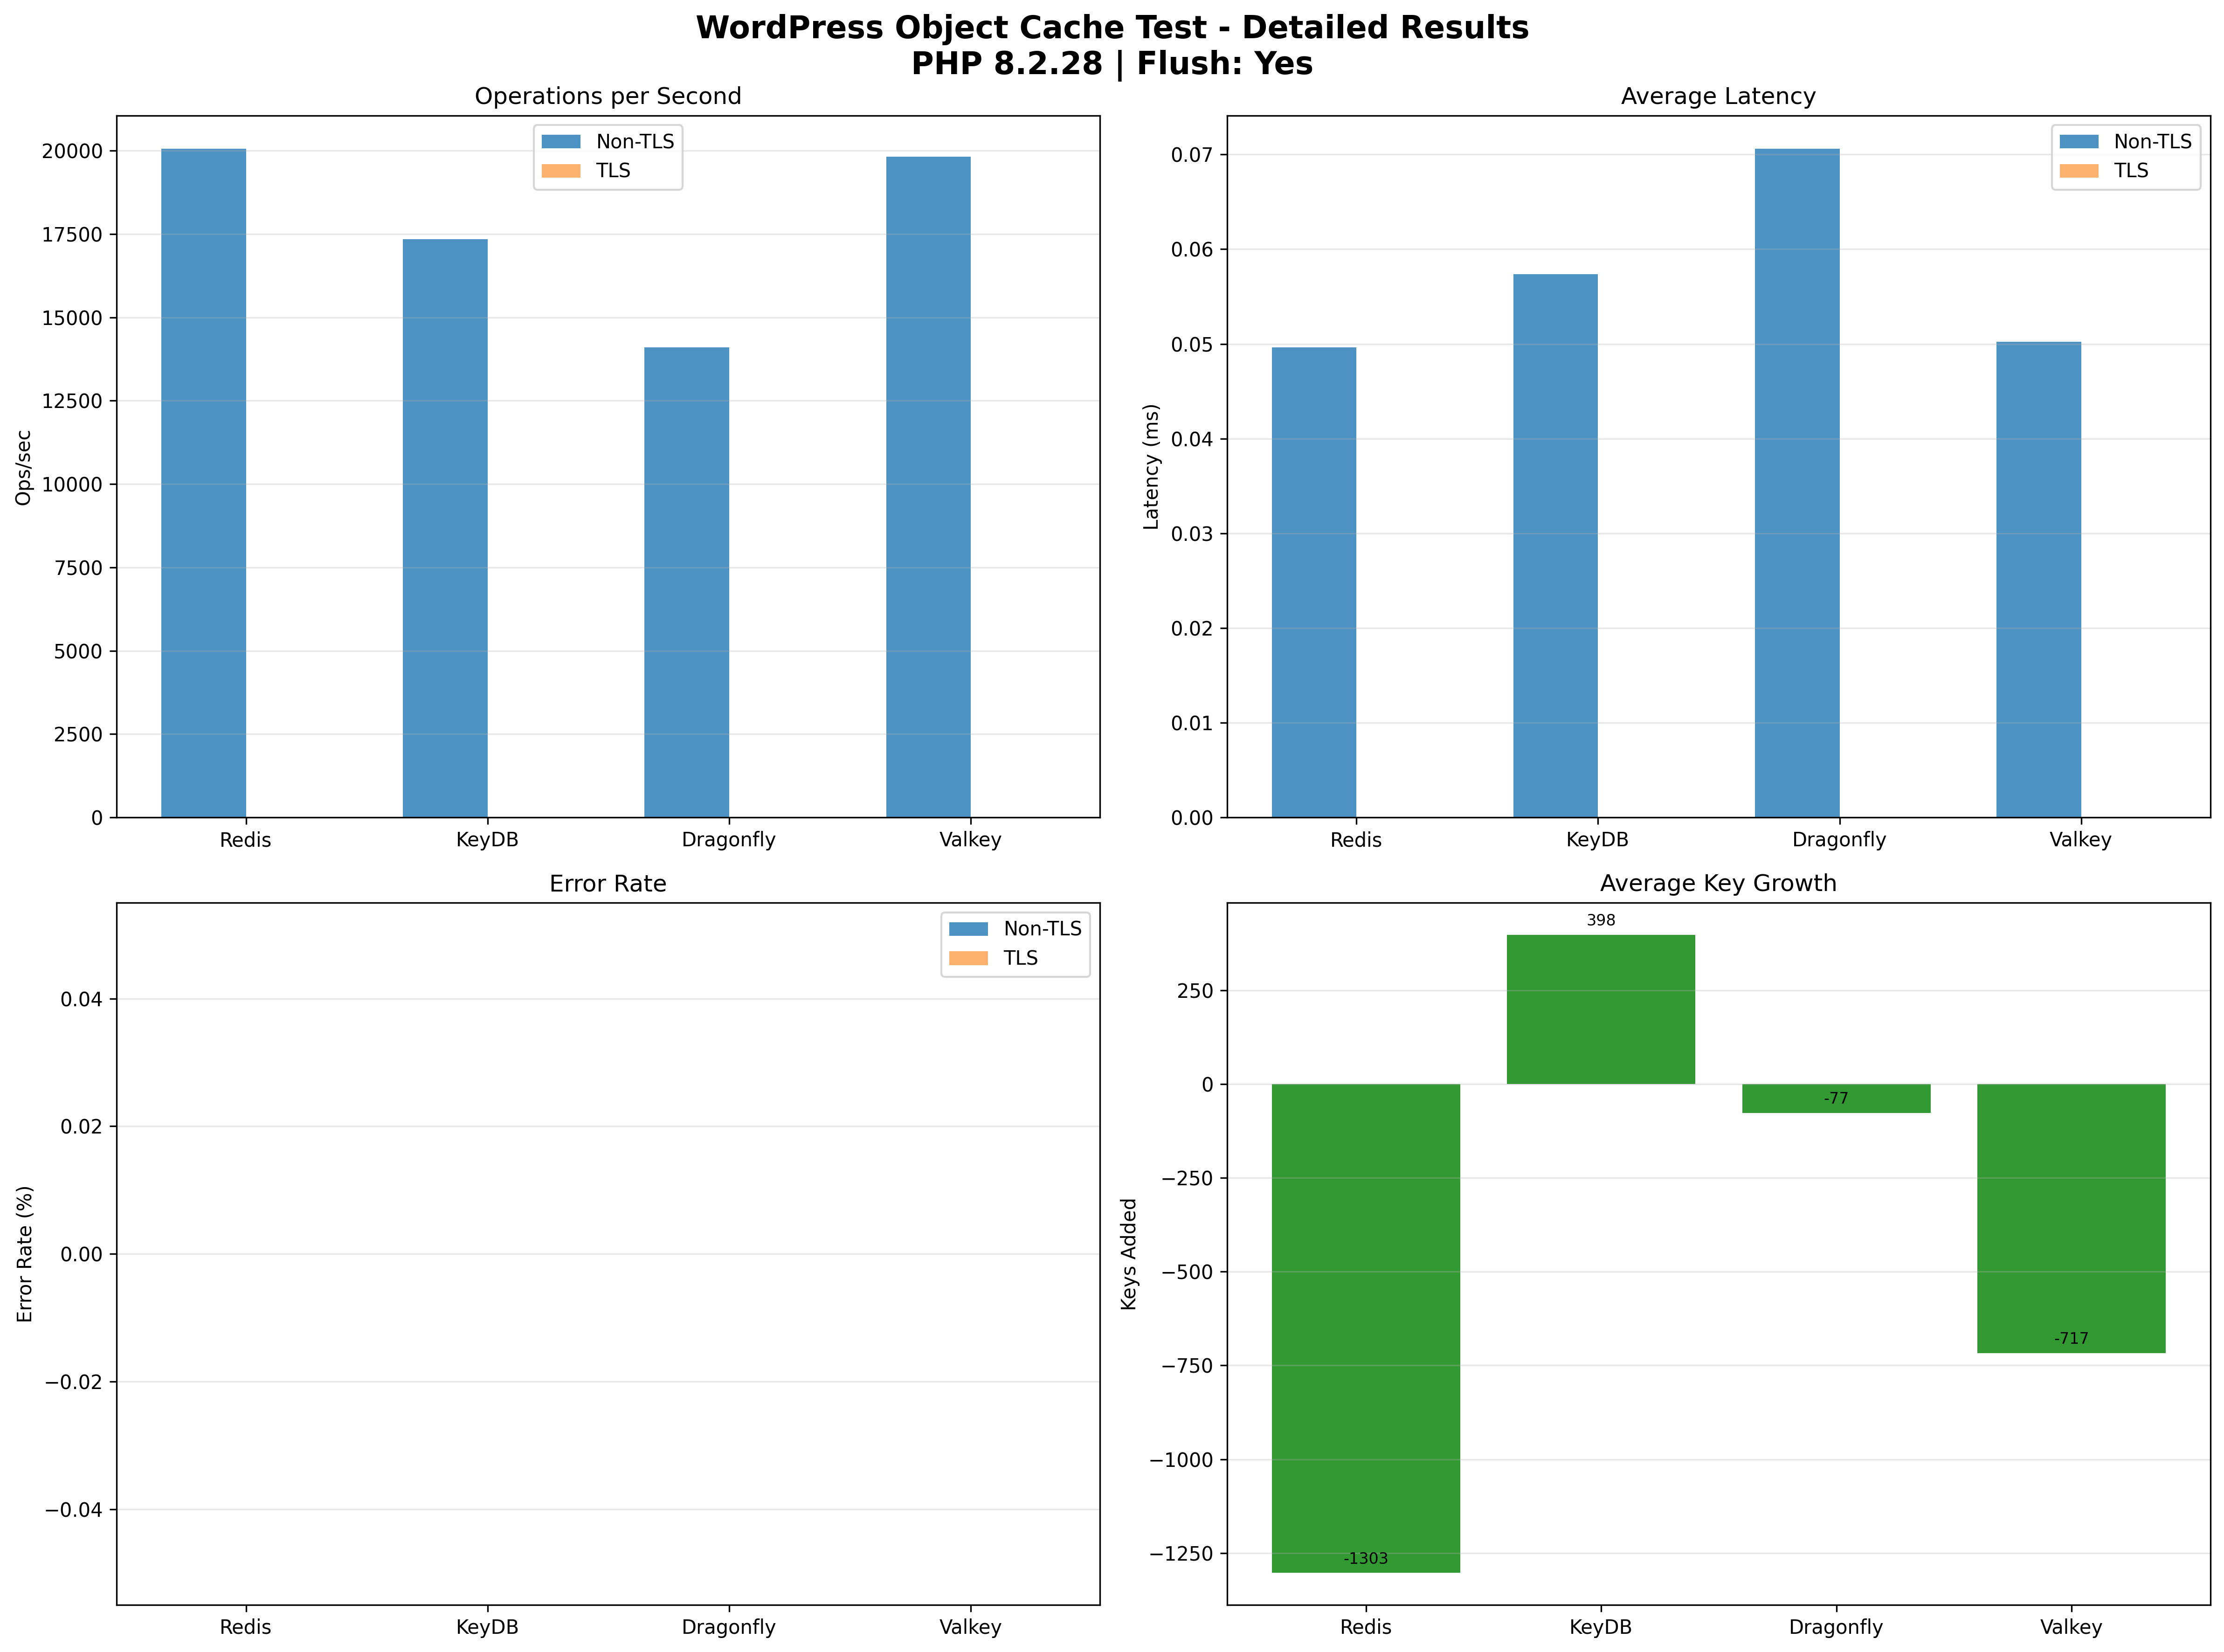 WordPress Object Cache Test - Detailed Results
PHP 8.2.28 | Flush: Yes
Operations per Second
Ops/sec
20000
17500
15000
12500
10000
7500
5000
2500
0
Non-TLS
TLS
Redis
KeyDB
Dragonfly
Valkey
Average Latency
Latency (ms)
0.07
0.06
0.05
0.04
0.03
0.02
0.01
0.00
Non-TLS
TLS
Redis
KeyDB
Dragonfly
Valkey
Error Rate
Error Rate (%)
0.04
0.02
0.00
−0.02
−0.04
Non-TLS
TLS
Redis
KeyDB
Dragonfly
Valkey
Average Key Growth
Keys Added
250
0
−250
−500
−750
−1000
−1250
-1303
398
-77
-717
Redis
KeyDB
Dragonfly
Valkey